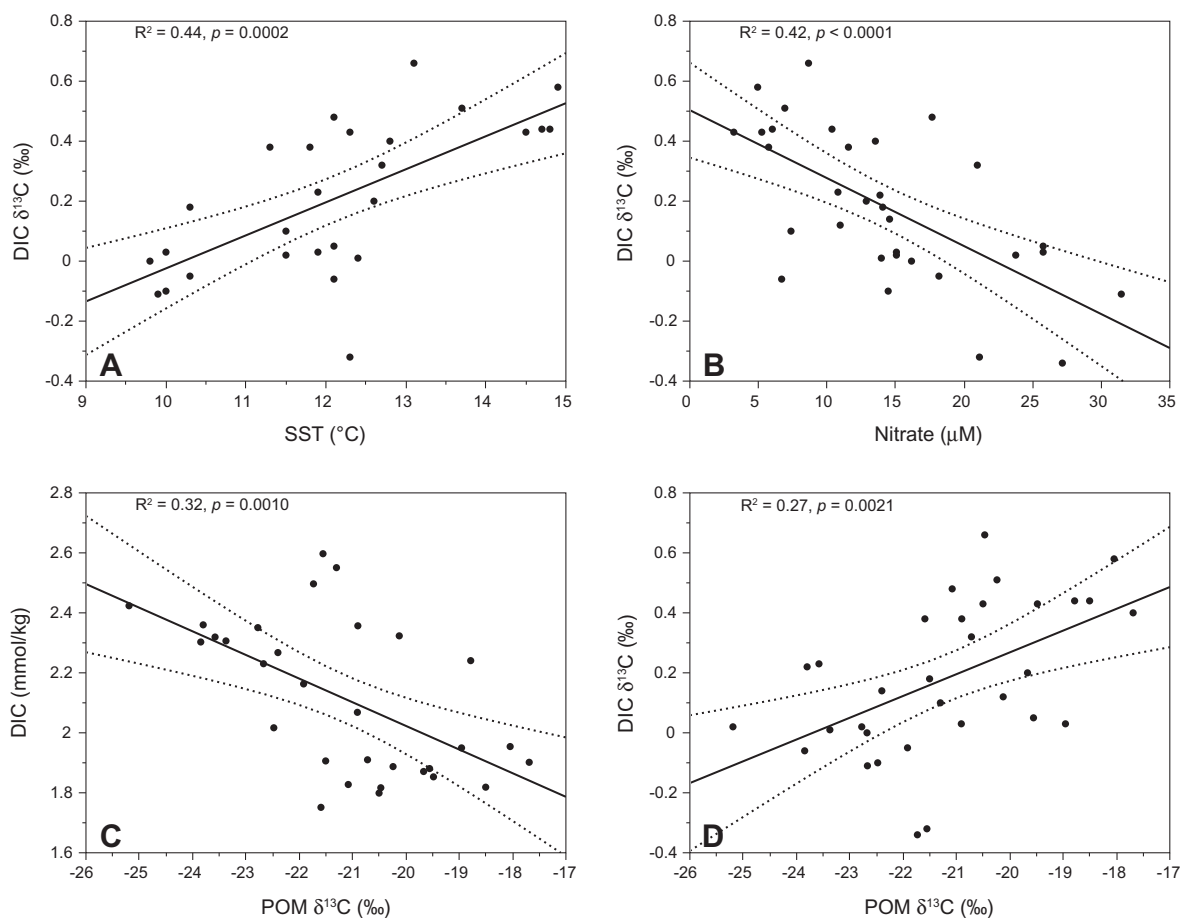 R² = 0.44, p = 0.0002
0.8
0.6
0.4
0.2
0
-0.2
-0.4
DIC δ¹³C (‰)
A
9 10 11 12 13 14 15
SST (°C)
R² = 0.42, p < 0.0001
0.8
0.6
0.4
0.2
0
-0.2
-0.4
DIC δ¹³C (‰)
B
0 5 10 15 20 25 30 35
Nitrate (μM)
R² = 0.32, p = 0.0010
2.8
2.6
2.4
2.2
2
1.8
1.6
DIC (mmol/kg)
C
-26 -25 -24 -23 -22 -21 -20 -19 -18 -17
POM δ¹³C (‰)
R² = 0.27, p = 0.0021
0.8
0.6
0.4
0.2
0
-0.2
-0.4
DIC δ¹³C (‰)
D
-26 -25 -24 -23 -22 -21 -20 -19 -18 -17
POM δ¹³C (‰)